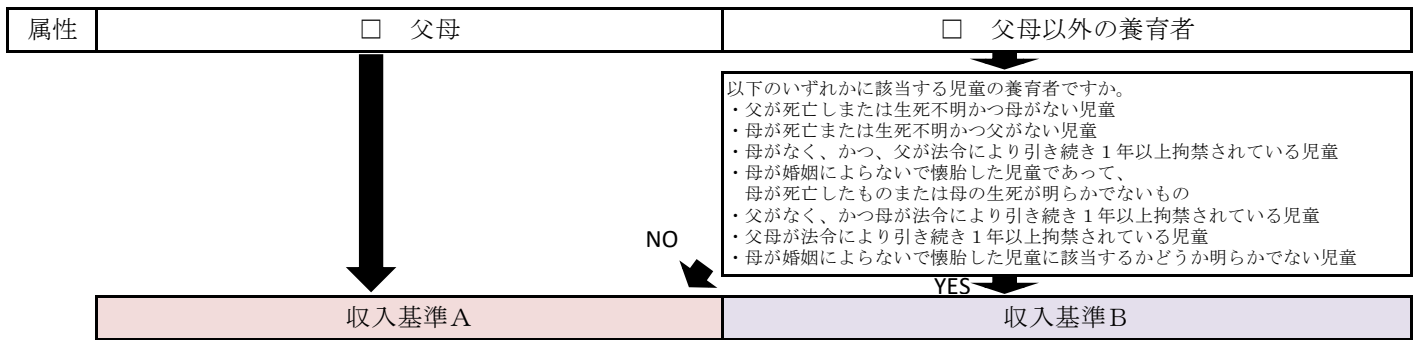 属性
□　父母
□　父母以外の養育者
以下のいずれかに該当する児童の養育者ですか。
・父が死亡しまたは生死不明かつ母がない児童
・母が死亡または生死不明かつ父がない児童
・母がなく、かつ、父が法令により引き続き１年以上拘禁されている児童
・母が婚姻によらないで懐胎した児童であって、
母が死亡したものまたは母の生死が明らかでないもの
・父がなく、かつ母が法令により引き続き１年以上拘禁されている児童
・父母が法令により引き続き１年以上拘禁されている児童
・母が婚姻によらないで懐胎した児童に該当するかどうか明らかでない児童
NO
YES
収入基準Ａ
収入基準Ｂ